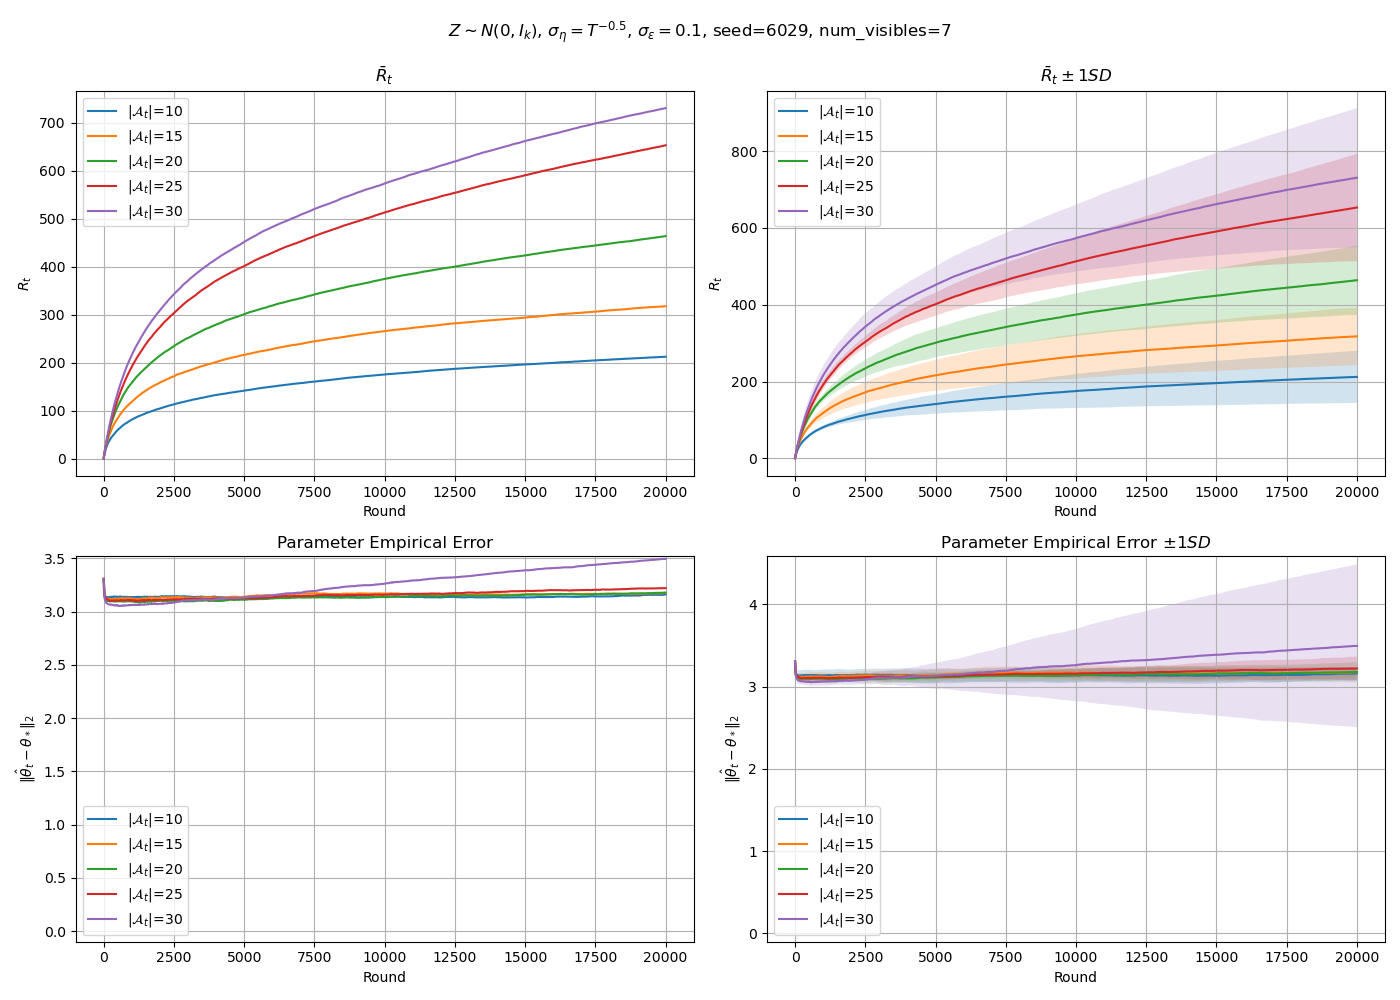 Z ∼ N(0, I_k), σ_η = T^{−0.5}, σ_ε = 0.1, seed=6029, num_visibles=7
R̄_t
R_t
700
600
500
400
300
200
100
0
|𝒜_t|=10
|𝒜_t|=15
|𝒜_t|=20
|𝒜_t|=25
|𝒜_t|=30
0 2500 5000 7500 10000 12500 15000 17500 20000
Round
R̄_t ± 1SD
R_t
800
600
400
200
0
|𝒜_t|=10
|𝒜_t|=15
|𝒜_t|=20
|𝒜_t|=25
|𝒜_t|=30
0 2500 5000 7500 10000 12500 15000 17500 20000
Round
Parameter Empirical Error
‖θ̂_t − θ_*‖_2
3.5
3.0
2.5
2.0
1.5
1.0
0.5
0.0
|𝒜_t|=10
|𝒜_t|=15
|𝒜_t|=20
|𝒜_t|=25
|𝒜_t|=30
0 2500 5000 7500 10000 12500 15000 17500 20000
Round
Parameter Empirical Error ±1SD
‖θ̂_t − θ_*‖_2
4
3
2
1
0
|𝒜_t|=10
|𝒜_t|=15
|𝒜_t|=20
|𝒜_t|=25
|𝒜_t|=30
0 2500 5000 7500 10000 12500 15000 17500 20000
Round